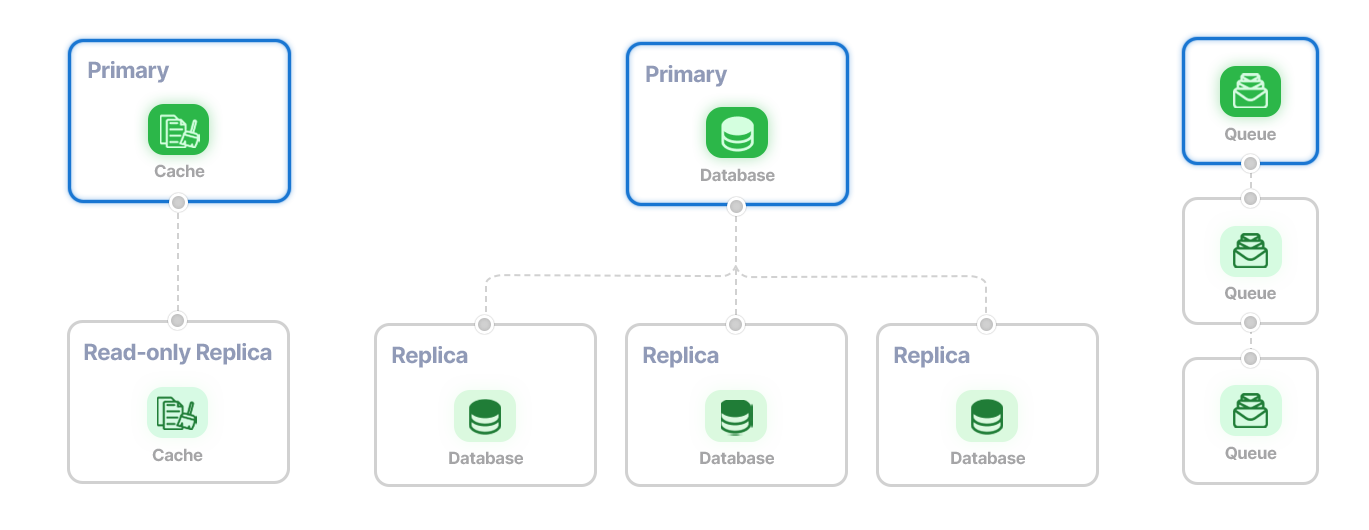 Primary
Cache
Read-only Replica
Cache
Primary
Database
Replica
Database
Replica
Database
Replica
Database
Queue
Queue
Queue